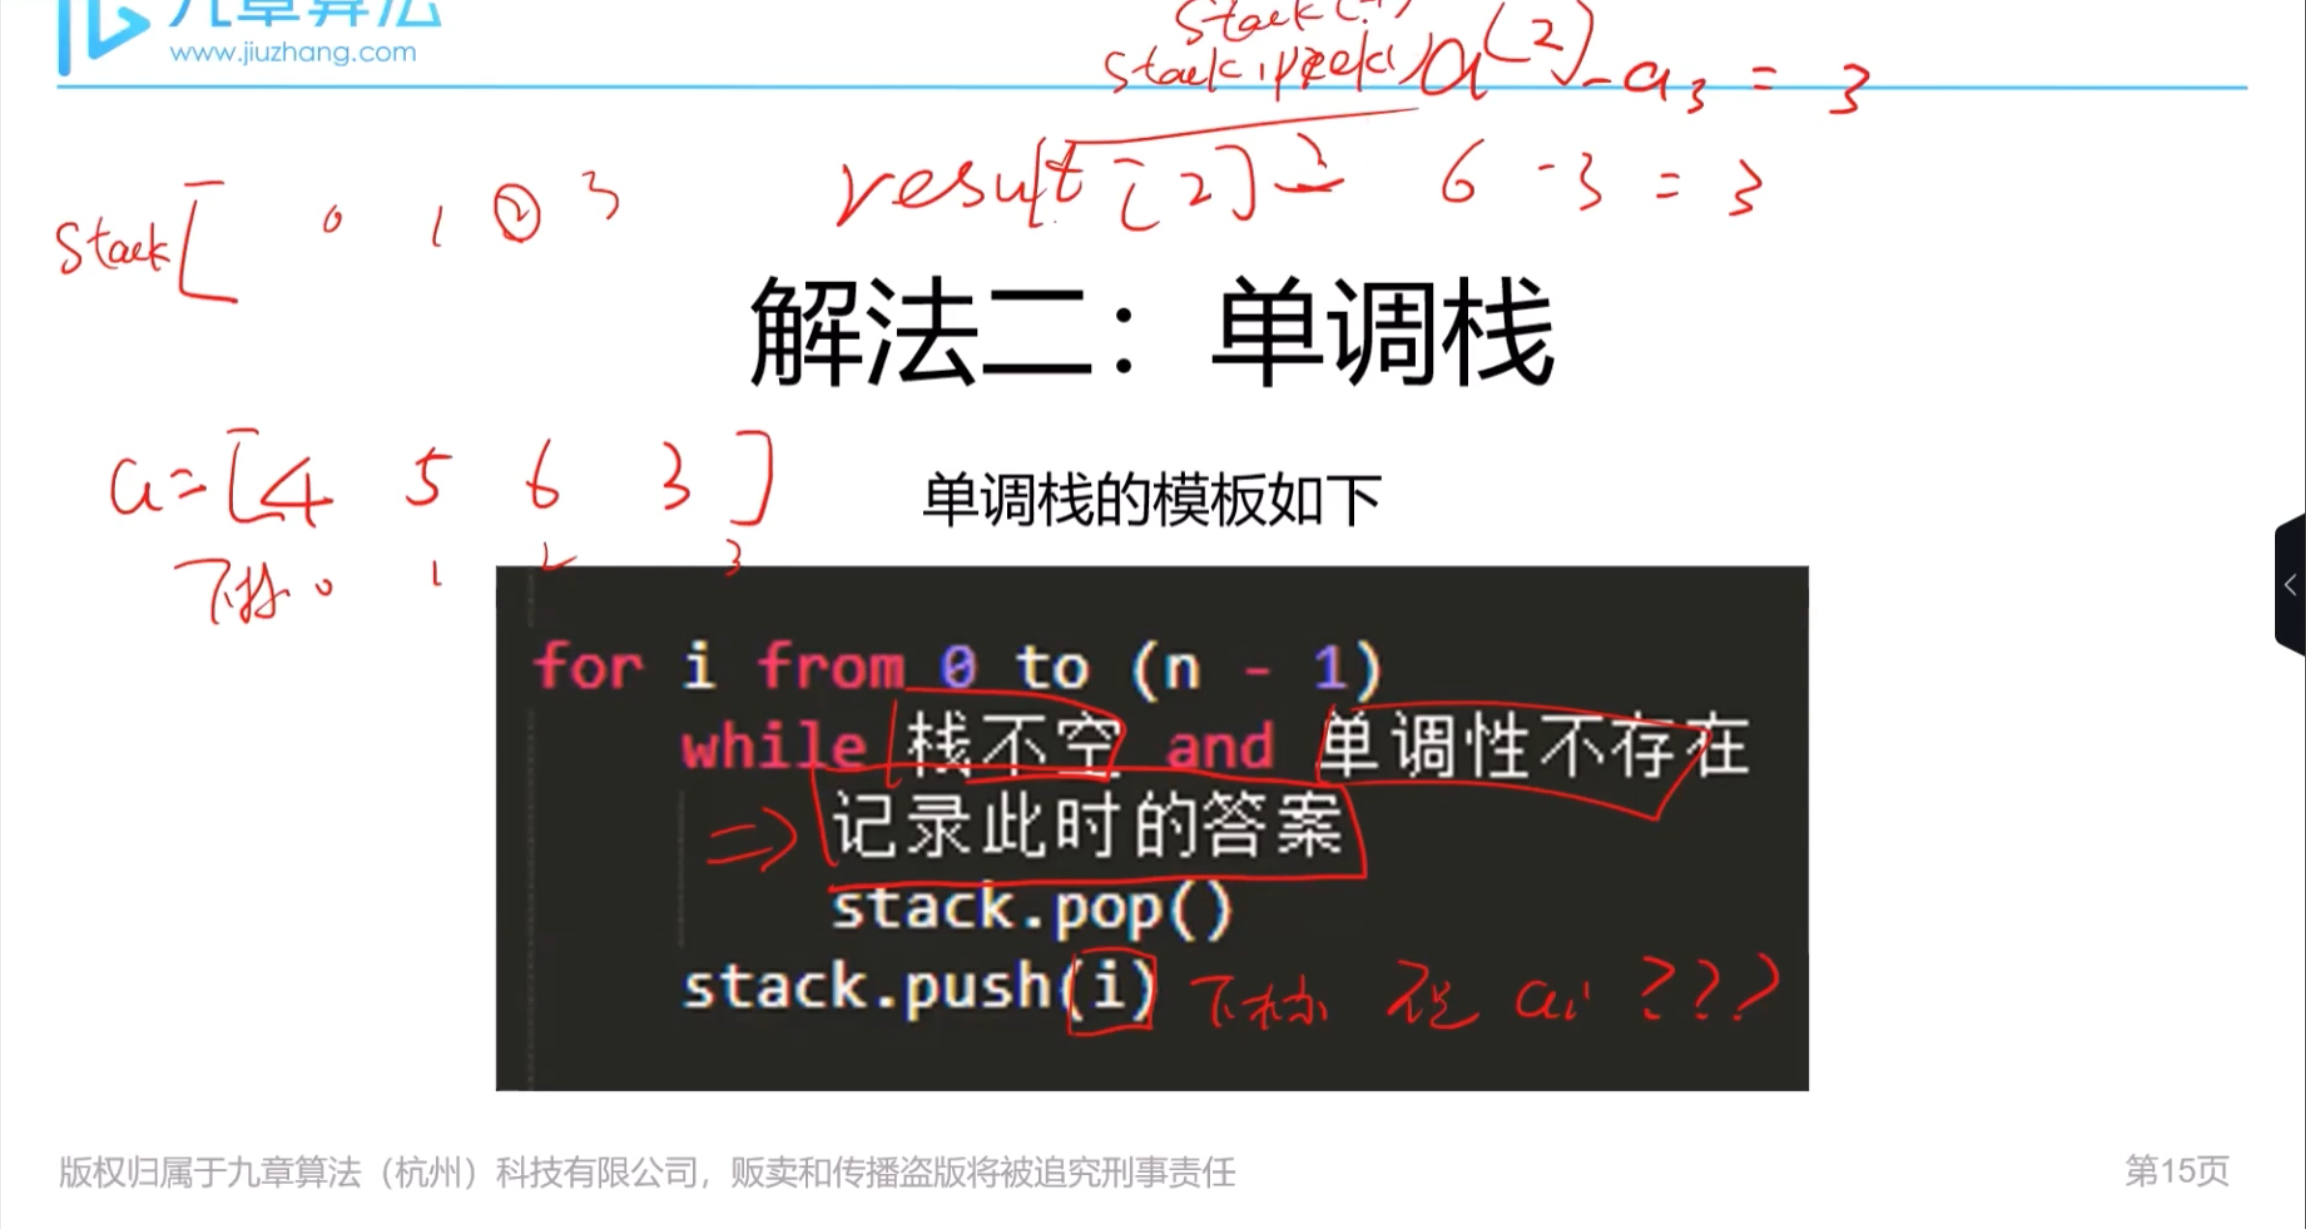 九章算法
www.jiuzhang.com
stack.peek()
a[2] - a3 = 3
result[2] = 6 - 3 = 3
Stack [ 0 1 2 3
解法二：单调栈
a=[4 5 6 3]
单调栈的模板如下
下标 0 1 2 3
for i from 0 to (n - 1)
while 栈不空 and 单调性不存在
=> 记录此时的答案
stack.pop()
stack.push(i) 下标 ai ???
版权归属于九章算法（杭州）科技有限公司，贩卖和传播盗版将被追究刑事责任
第15页